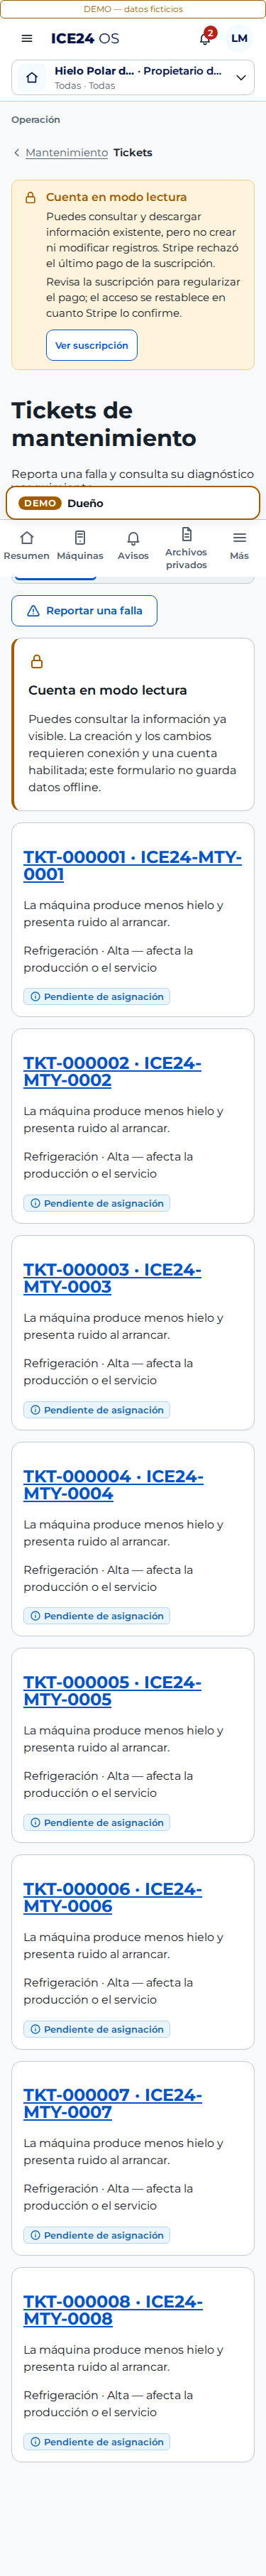 DEMO — datos ficticios
ICE24 OS
2
LM
Hielo Polar d... · Propietario d...
Todas · Todas
Operación
Mantenimiento Tickets
Cuenta en modo lectura
Puedes consultar y descargar
información existente, pero no crear
ni modificar registros. Stripe rechazó
el último pago de la suscripción.
Revisa la suscripción para regularizar
el pago; el acceso se restablece en
cuanto Stripe lo confirme.
Ver suscripción
Tickets de
mantenimiento
Reporta una falla y consulta su diagnóstico
DEMO Dueño
Resumen
Máquinas
Avisos
Archivos
privados
Más
Reportar una falla
Cuenta en modo lectura
Puedes consultar la información ya
visible. La creación y los cambios
requieren conexión y una cuenta
habilitada; este formulario no guarda
datos offline.
TKT-000001 · ICE24-MTY-
0001
La máquina produce menos hielo y
presenta ruido al arrancar.
Refrigeración · Alta — afecta la
producción o el servicio
Pendiente de asignación
TKT-000002 · ICE24-
MTY-0002
La máquina produce menos hielo y
presenta ruido al arrancar.
Refrigeración · Alta — afecta la
producción o el servicio
Pendiente de asignación
TKT-000003 · ICE24-
MTY-0003
La máquina produce menos hielo y
presenta ruido al arrancar.
Refrigeración · Alta — afecta la
producción o el servicio
Pendiente de asignación
TKT-000004 · ICE24-
MTY-0004
La máquina produce menos hielo y
presenta ruido al arrancar.
Refrigeración · Alta — afecta la
producción o el servicio
Pendiente de asignación
TKT-000005 · ICE24-
MTY-0005
La máquina produce menos hielo y
presenta ruido al arrancar.
Refrigeración · Alta — afecta la
producción o el servicio
Pendiente de asignación
TKT-000006 · ICE24-
MTY-0006
La máquina produce menos hielo y
presenta ruido al arrancar.
Refrigeración · Alta — afecta la
producción o el servicio
Pendiente de asignación
TKT-000007 · ICE24-
MTY-0007
La máquina produce menos hielo y
presenta ruido al arrancar.
Refrigeración · Alta — afecta la
producción o el servicio
Pendiente de asignación
TKT-000008 · ICE24-
MTY-0008
La máquina produce menos hielo y
presenta ruido al arrancar.
Refrigeración · Alta — afecta la
producción o el servicio
Pendiente de asignación